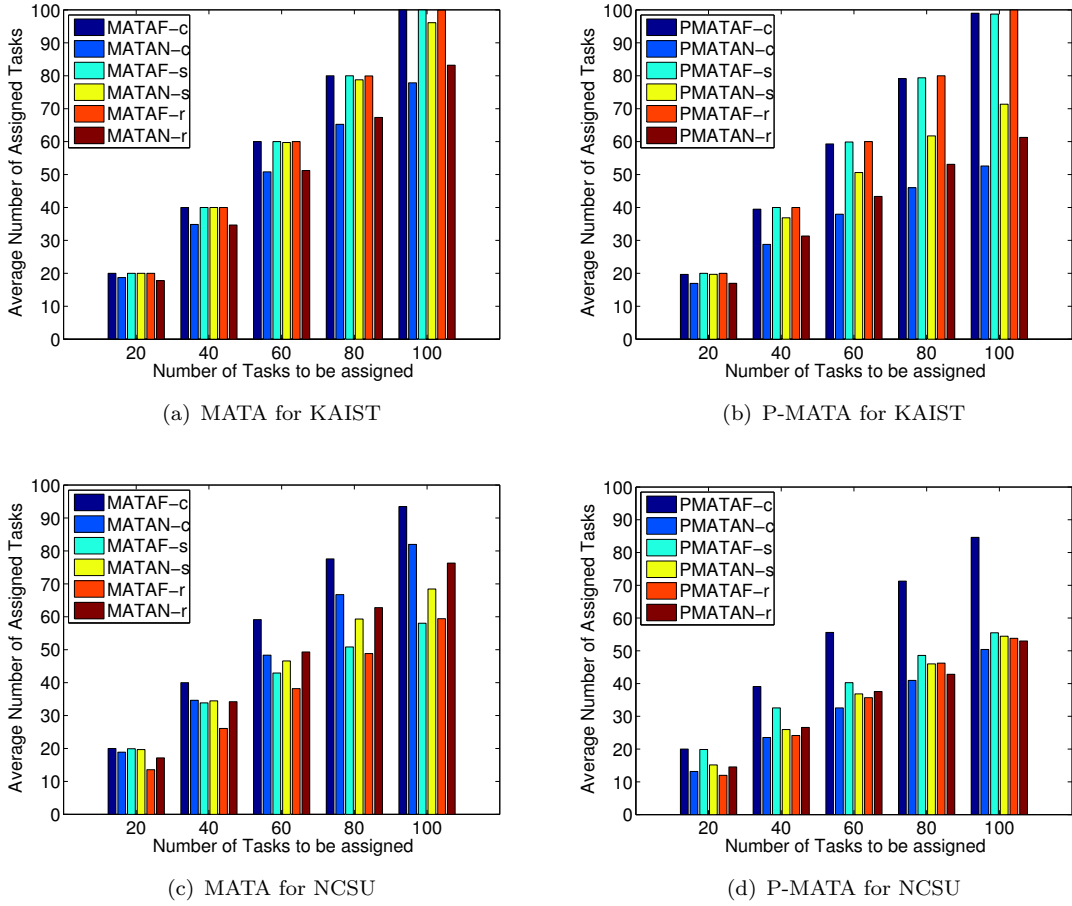 100
90
80
70
60
50
40
30
20
10
0
Average Number of Assigned Tasks
MATAF-c
MATAN-c
MATAF-s
MATAN-s
MATAF-r
MATAN-r
20 40 60 80 100
Number of Tasks to be assigned
(a) MATA for KAIST
100
90
80
70
60
50
40
30
20
10
0
Average Number of Assigned Tasks
PMATAF-c
PMATAN-c
PMATAF-s
PMATAN-s
PMATAF-r
PMATAN-r
20 40 60 80 100
Number of Tasks to be assigned
(b) P-MATA for KAIST
100
90
80
70
60
50
40
30
20
10
0
Average Number of Assigned Tasks
MATAF-c
MATAN-c
MATAF-s
MATAN-s
MATAF-r
MATAN-r
20 40 60 80 100
Number of Tasks to be assigned
(c) MATA for NCSU
100
90
80
70
60
50
40
30
20
10
0
Average Number of Assigned Tasks
PMATAF-c
PMATAN-c
PMATAF-s
PMATAN-s
PMATAF-r
PMATAN-r
20 40 60 80 100
Number of Tasks to be assigned
(d) P-MATA for NCSU